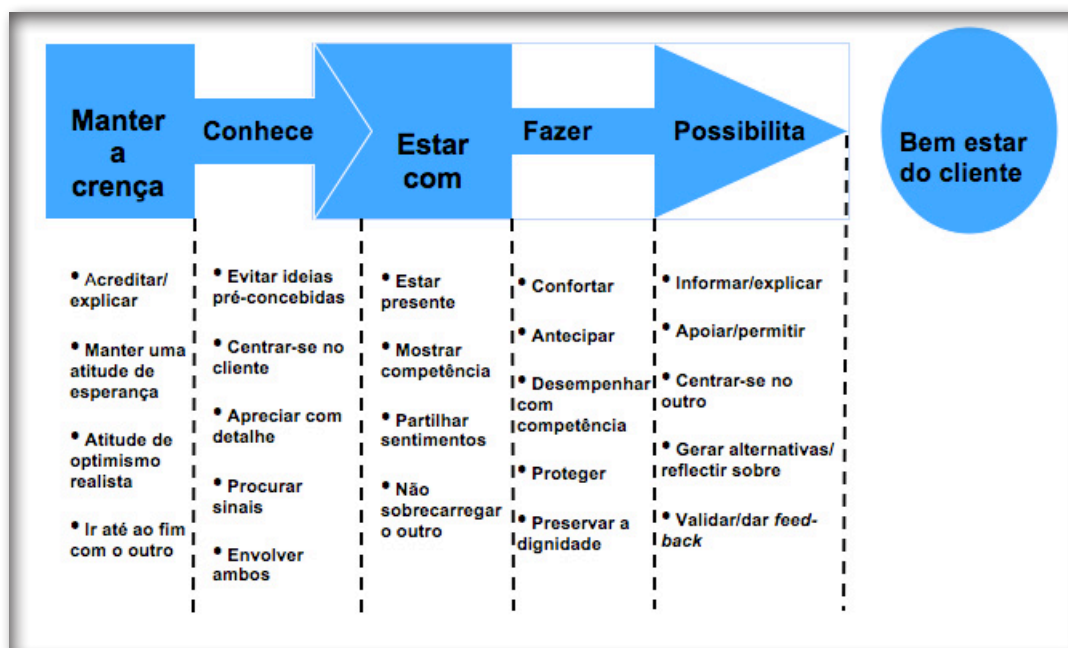 Manter
a
crença
Conhece
Estar
com
Fazer
Possibilita
Bem estar
do cliente
• Acreditar/
explicar
• Manter uma
atitude de
esperança
• Atitude de
optimismo
realista
• Ir até ao fim
com o outro
• Evitar ideias
pré-concebidas
• Centrar-se no
cliente
• Apreciar com
detalhe
• Procurar
sinais
• Envolver
ambos
• Estar
presente
• Mostrar
competência
• Partilhar
sentimentos
• Não
sobrecarregar
o outro
• Confortar
• Antecipar
• Desempenhar
com
competência
• Proteger
• Preservar a
dignidade
• Informar/explicar
• Apoiar/permitir
• Centrar-se no
outro
• Gerar alternativas/
reflectir sobre
• Validar/dar feed-
back